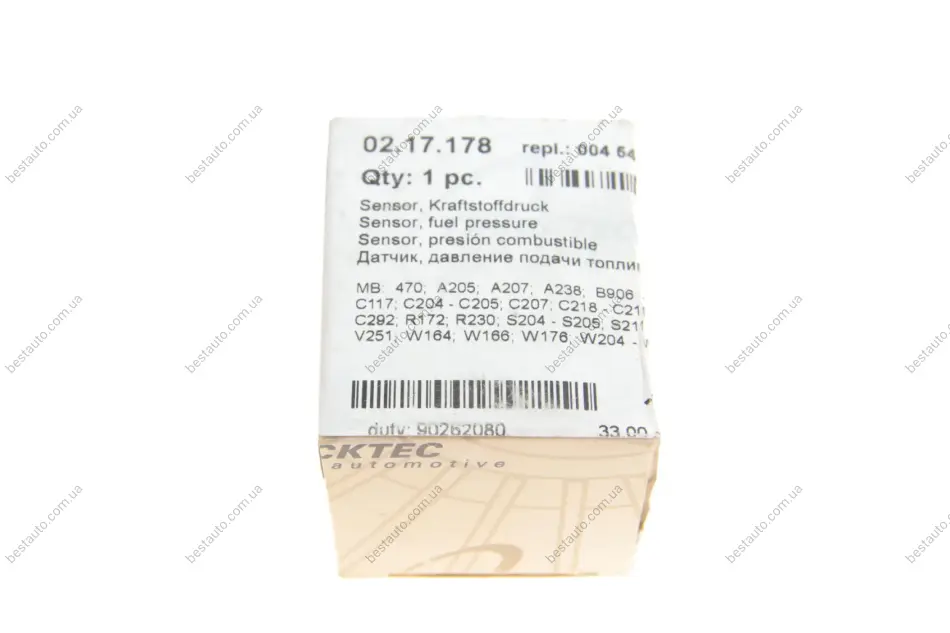 02.17.178 repl.: 004 54
Qty: 1 pc.
Sensor, Kraftstoffdruck
Sensor, fuel pressure
Sensor, presión combustible
Датчик, давление подачи топли
MB: 470; A205; A207; A238; B906
C117; C204 - C205; C207; C218 - C21
C292; R172; R230; S204 - S205; S21
V251; W164; W166; W176; W204 -
duty: 90262080 33.00
CKTEC
automotive
bestauto.com.ua